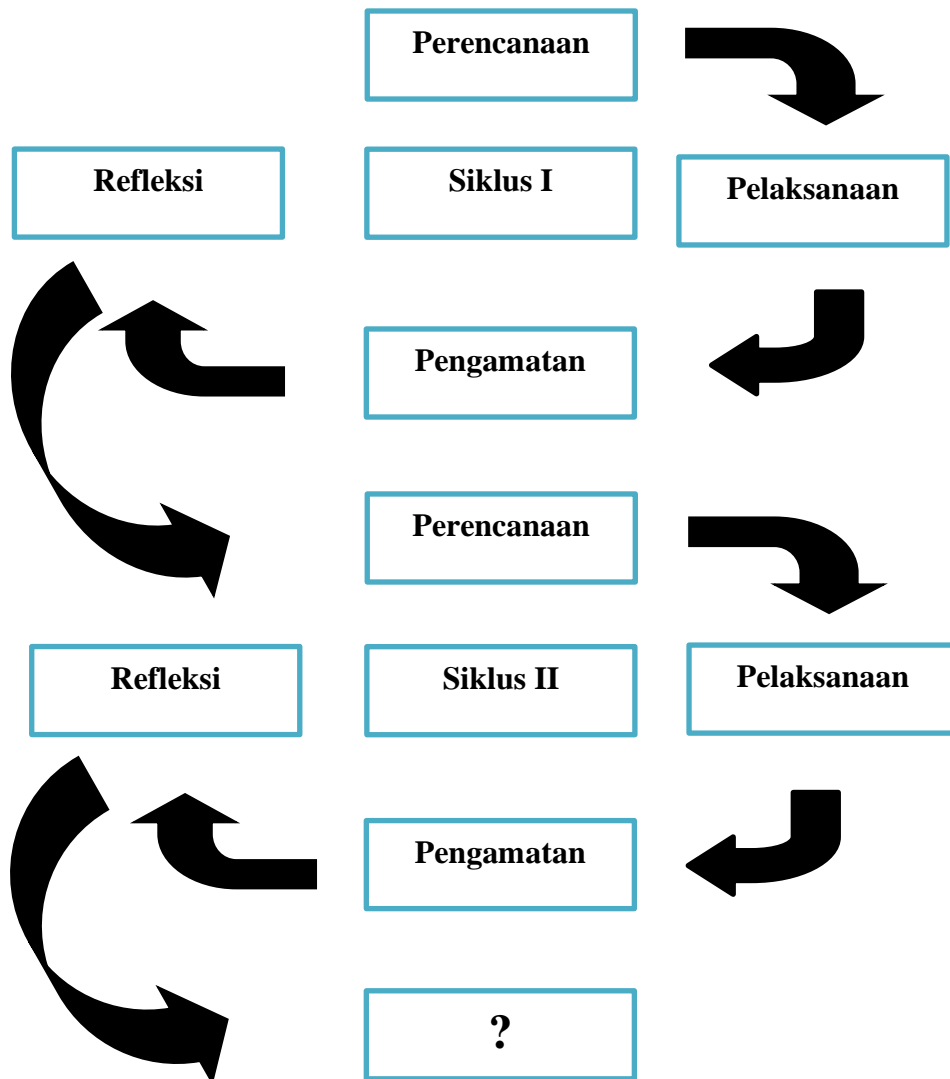 Perencanaan
Refleksi
Siklus I
Pelaksanaan
Pengamatan
Perencanaan
Refleksi
Siklus II
Pelaksanaan
Pengamatan
?